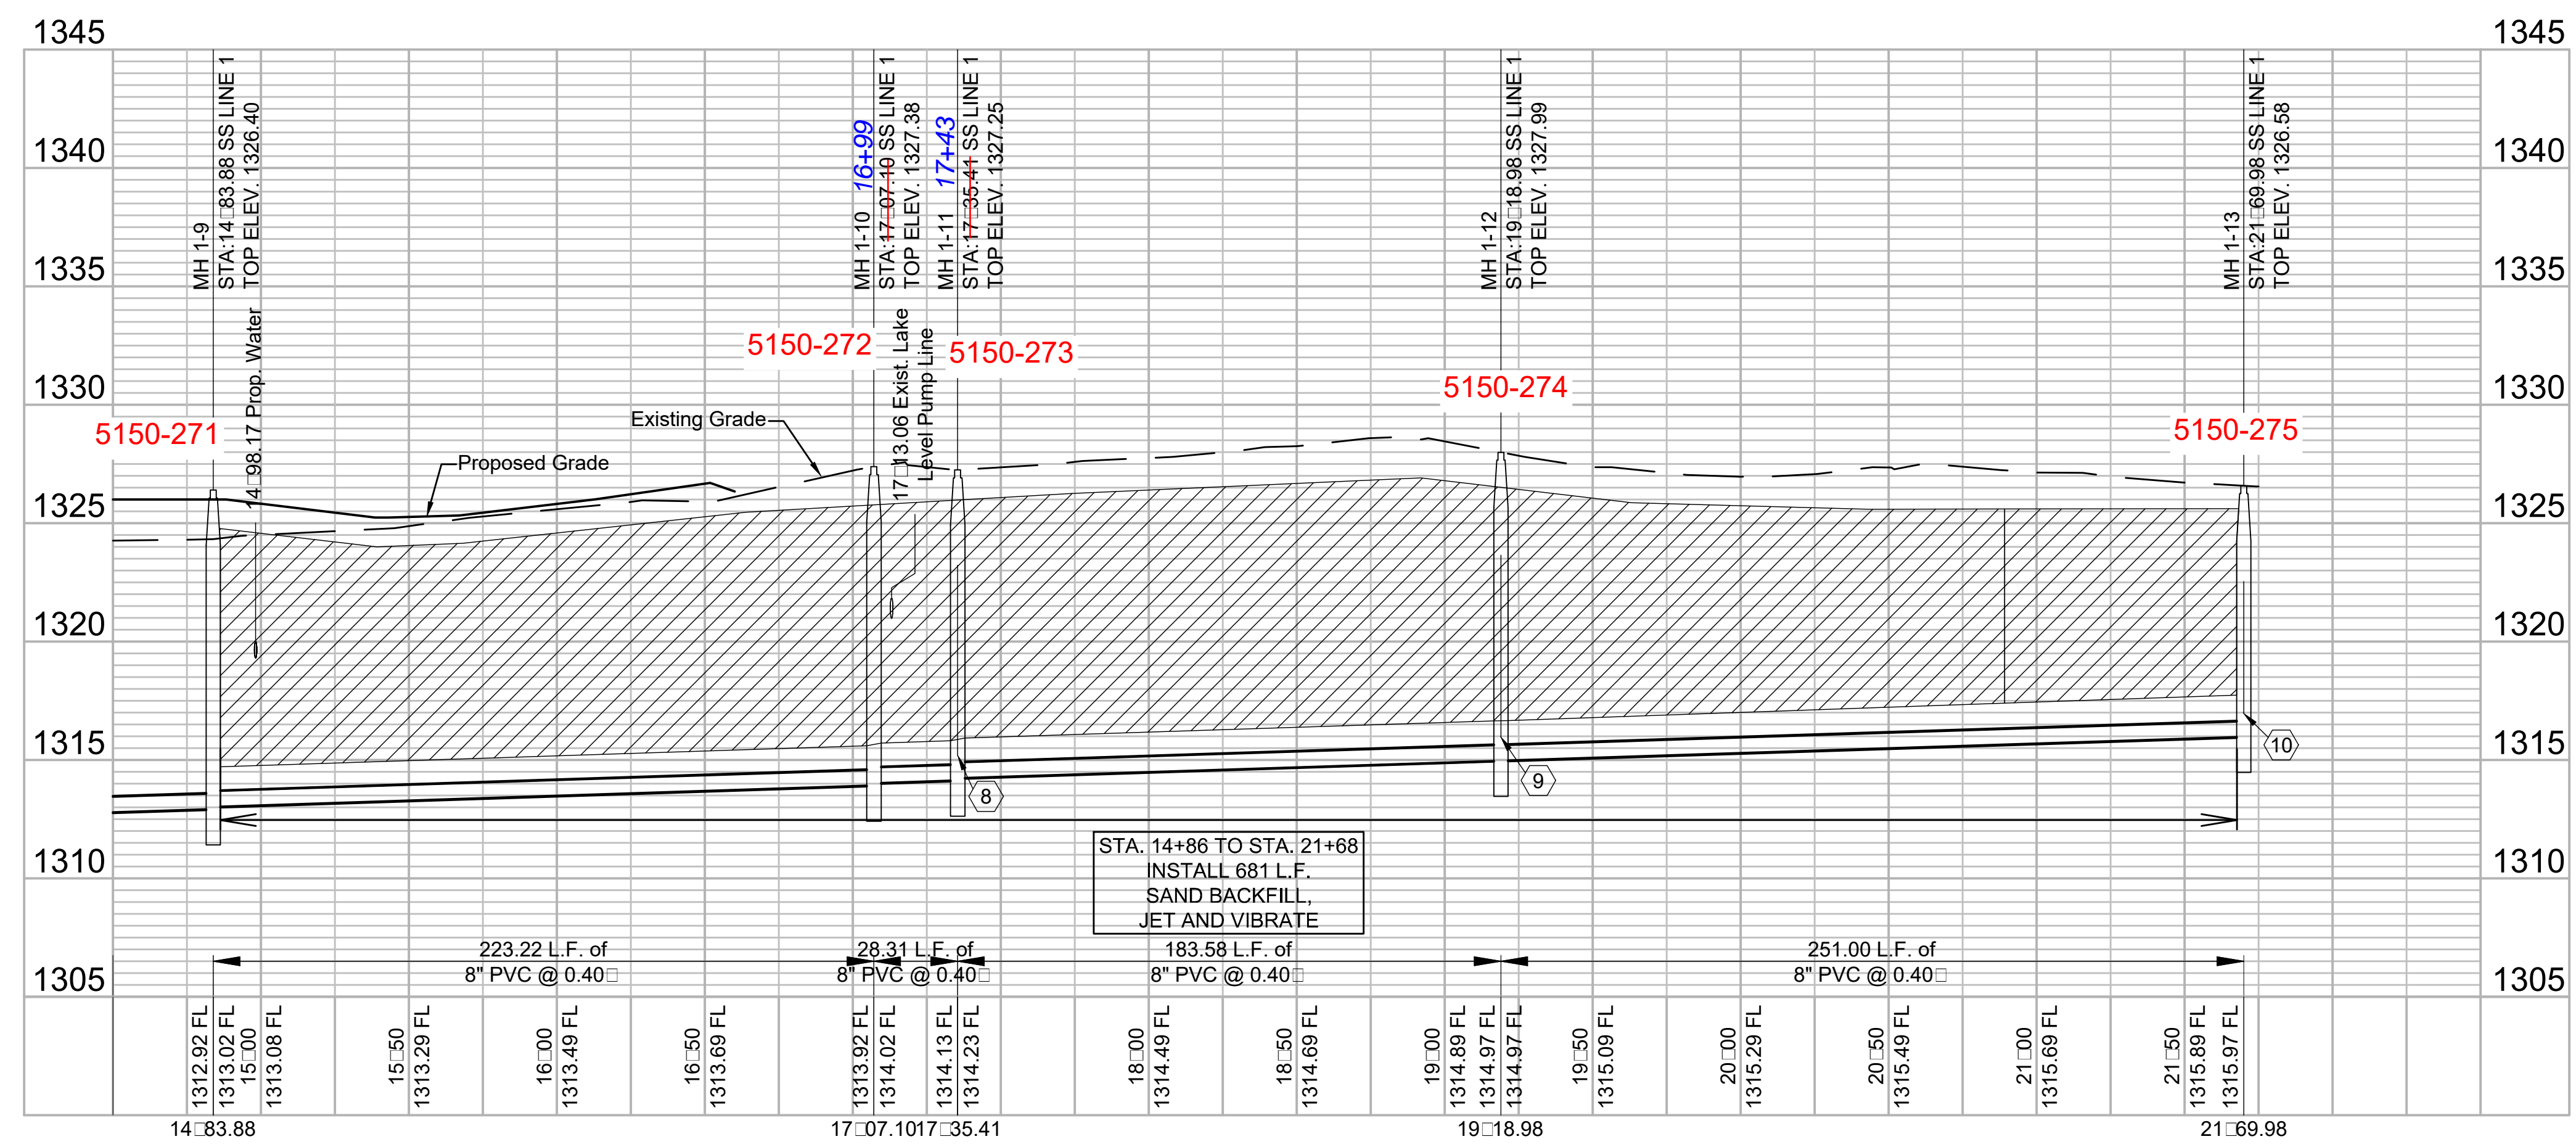 1345
1345
1340
1340
1335
1335
1330
1330
1325
1325
1320
1320
1315
1315
1310
1310
1305
1305
MH 1-9
STA:14□83.88 SS LINE 1
TOP ELEV. 1326.40
14□98.17 Prop. Water
16+99
MH 1-10
STA:17□07.10 SS LINE 1
TOP ELEV. 1327.38
17□13.06 Exist. Lake
Level Pump Line
17+43
MH 1-11
STA:17□35.41 SS LINE 1
TOP ELEV. 1327.25
MH 1-12
STA:19□18.98 SS LINE 1
TOP ELEV. 1327.99
MH 1-13
STA:21□69.98 SS LINE 1
TOP ELEV. 1326.58
5150-271
5150-272
5150-273
5150-274
5150-275
Existing Grade
Proposed Grade
8
9
10
STA. 14+86 TO STA. 21+68
INSTALL 681 L.F.
SAND BACKFILL,
JET AND VIBRATE
223.22 L.F. of
8" PVC @ 0.40□
28.31 L.F. of
8" PVC @ 0.40□
183.58 L.F. of
8" PVC @ 0.40□
251.00 L.F. of
8" PVC @ 0.40□
1312.92 FL
1313.02 FL
15□00
1313.08 FL
15□50
1313.29 FL
16□00
1313.49 FL
16□50
1313.69 FL
1313.92 FL
1314.02 FL
1314.13 FL
1314.23 FL
18□00
1314.49 FL
18□50
1314.69 FL
19□00
1314.89 FL
1314.97 FL
1314.97 FL
19□50
1315.09 FL
20□00
1315.29 FL
20□50
1315.49 FL
21□00
1315.69 FL
21□50
1315.89 FL
1315.97 FL
14□83.88
17□07.10
17□35.41
19□18.98
21□69.98